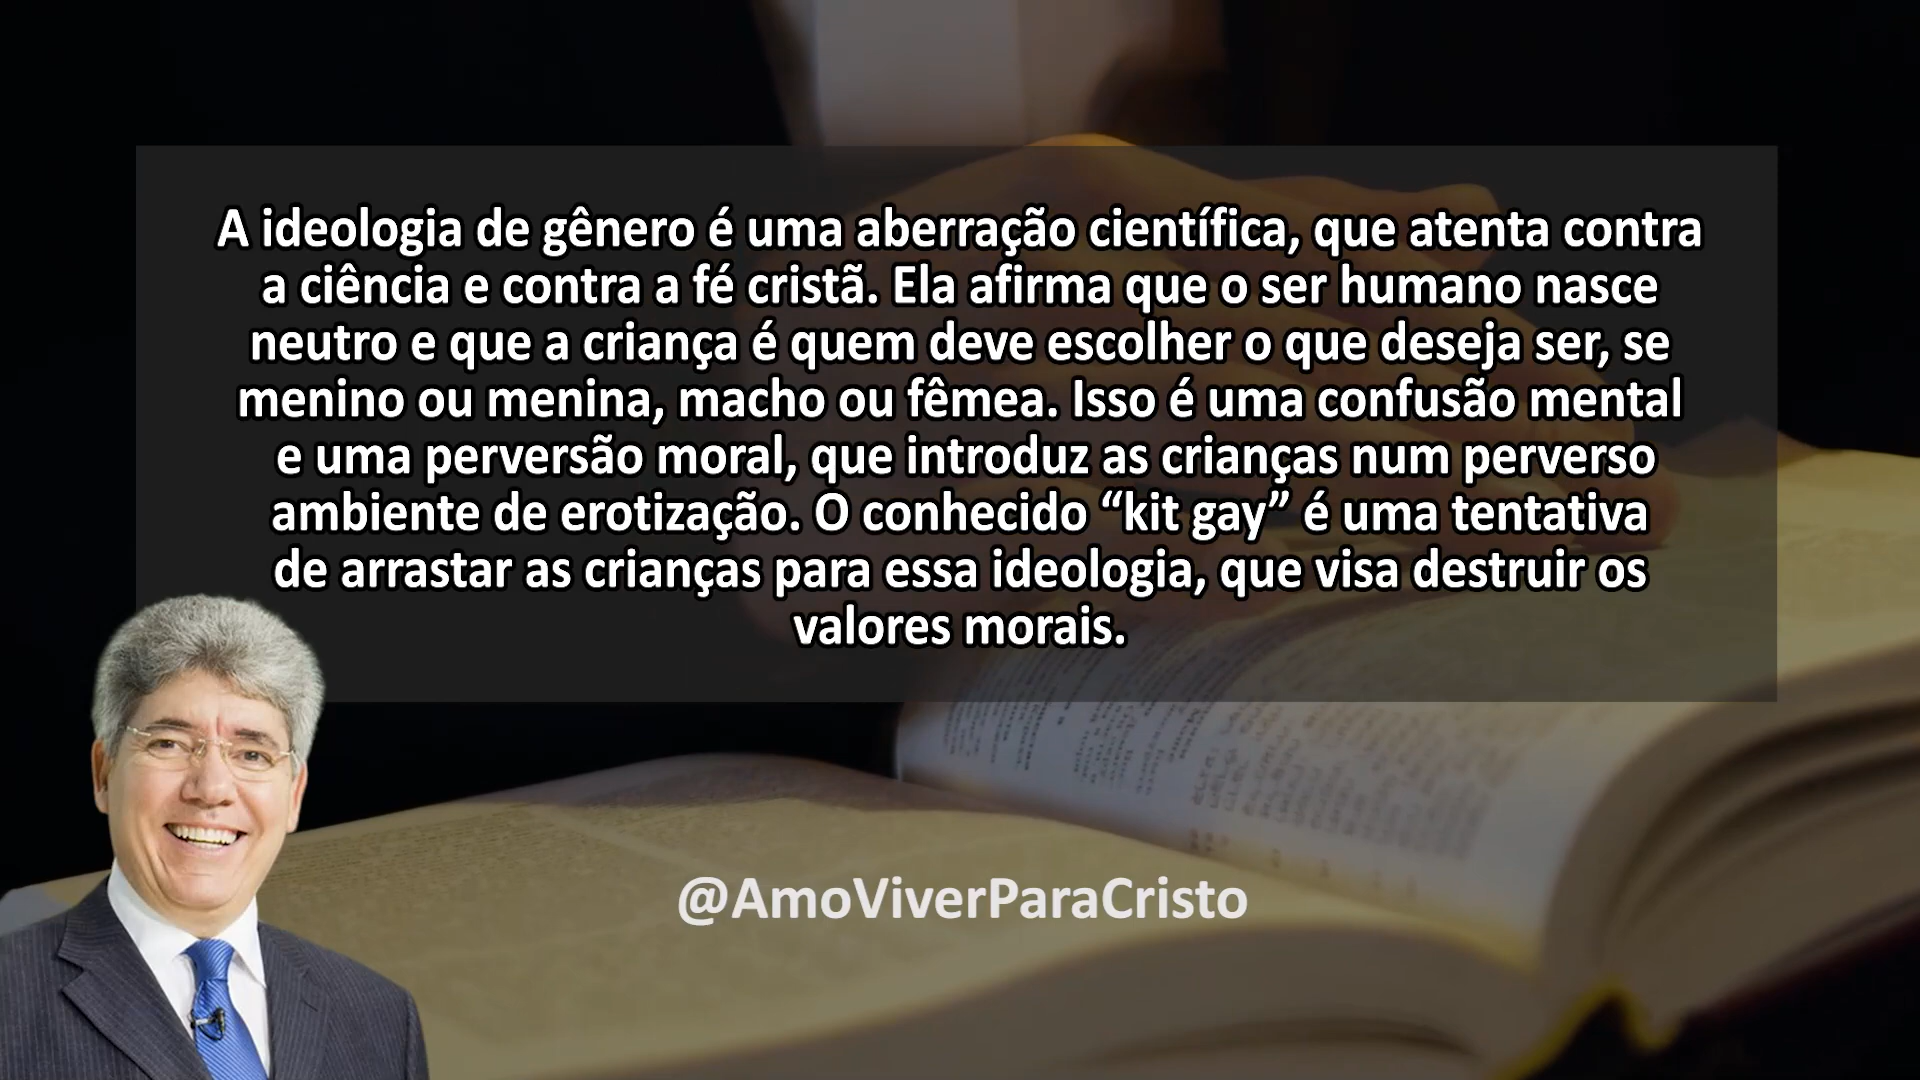 A ideologia de gênero é uma aberração científica, que atenta contra
a ciência e contra a fé cristã. Ela afirma que o ser humano nasce
neutro e que a criança é quem deve escolher o que deseja ser, se
menino ou menina, macho ou fêmea. Isso é uma confusão mental
e uma perversão moral, que introduz as crianças num perverso
ambiente de erotização. O conhecido “kit gay” é uma tentativa
de arrastar as crianças para essa ideologia, que visa destruir os
valores morais.
@AmoViverParaCristo